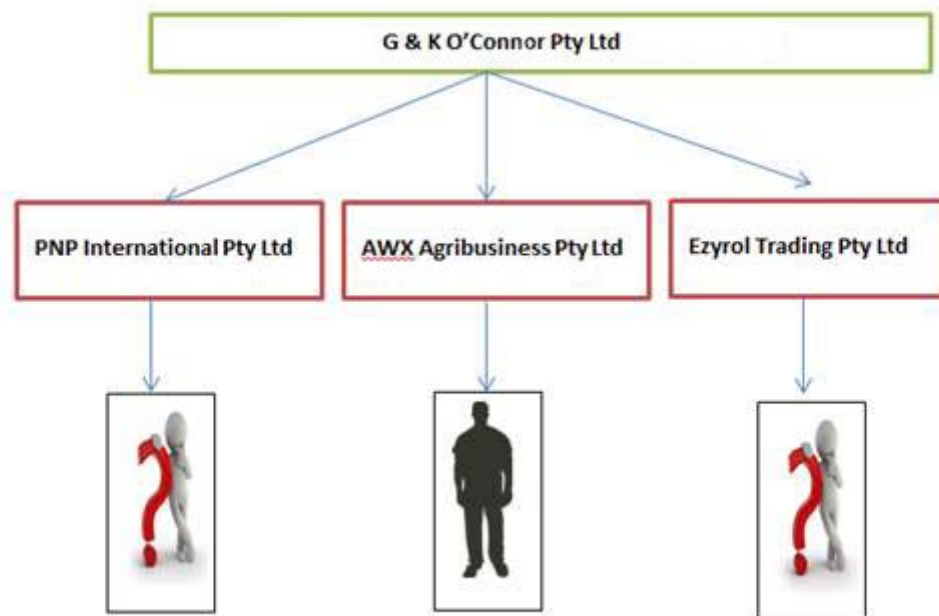 G & K O’Connor Pty Ltd
PNP International Pty Ltd
AWX Agribusiness Pty Ltd
Ezyrol Trading Pty Ltd